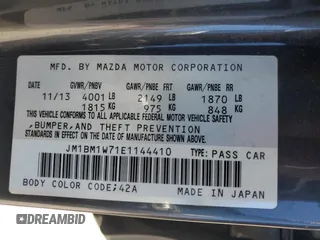 MFD. BY MAZDA MOTOR CORPORATION
GVWR/PNBV GAWR/PNBE FRT GAWR/PNBE RR
11/13 4001 LB 2149 LB 1870 LB
1815 KG 975 KG 848 KG
THIS VEHICLE CONFORMS TO ALL APPLICABLE FEDERAL MOTOR VEHICLE
SAFETY, BUMPER, AND THEFT PREVENTION
STANDARDS IN EFFECT ON THE DATE OF MANUFACTURE SHOWN ABOVE.
JM1BM1W71E1144410 TYPE: PASS CAR
BODY COLOR CODE; 42A MADE IN JAPAN
DRIVE AND BID